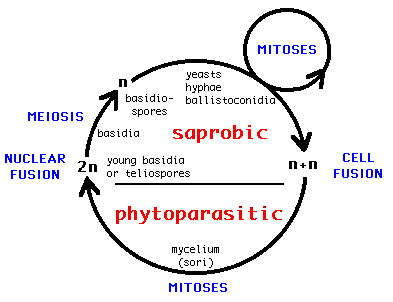 MITOSES
yeasts
hyphae
ballistoconidia
n
basidio-
spores
MEIOSIS
basidia
saprobic
NUCLEAR
FUSION
2n
young basidia
or teliospores
n+n
CELL
FUSION
phytoparasitic
mycelium
(sori)
MITOSES